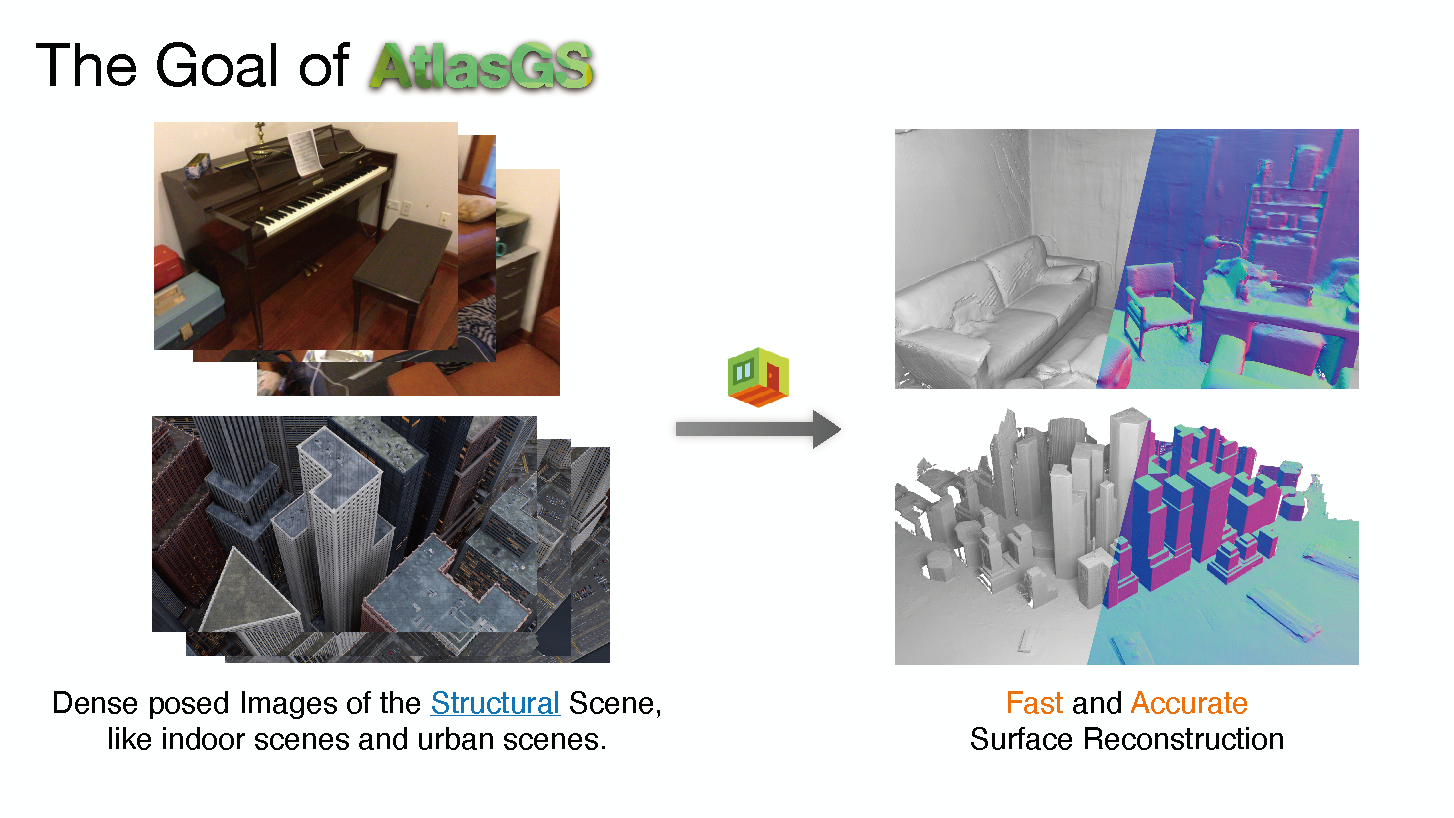 The Goal of AtlasGS
Dense posed Images of the Structural Scene,
like indoor scenes and urban scenes.
Fast and Accurate
Surface Reconstruction